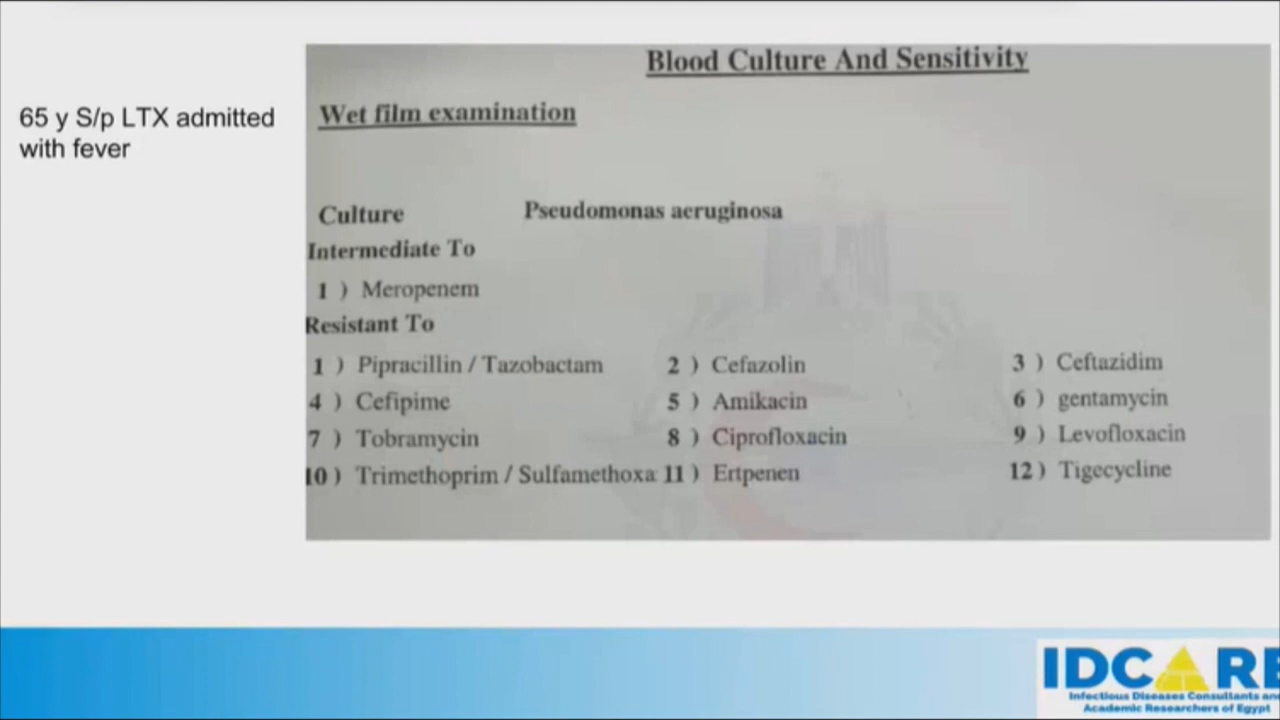 65 y S/p LTX admitted
with fever
Blood Culture And Sensitivity
Wet film examination
Culture Pseudomonas aeruginosa
Intermediate To
1 ) Meropenem
Resistant To
1 ) Pipracillin / Tazobactam 2 ) Cefazolin 3 ) Ceftazidim
4 ) Cefipime 5 ) Amikacin 6 ) gentamycin
7 ) Tobramycin 8 ) Ciprofloxacin 9 ) Levofloxacin
10 ) Trimethoprim / Sulfamethoxa 11 ) Ertpenen 12 ) Tigecycline
IDCARE
Infectious Diseases Consultants and
Academic Researchers of Egypt